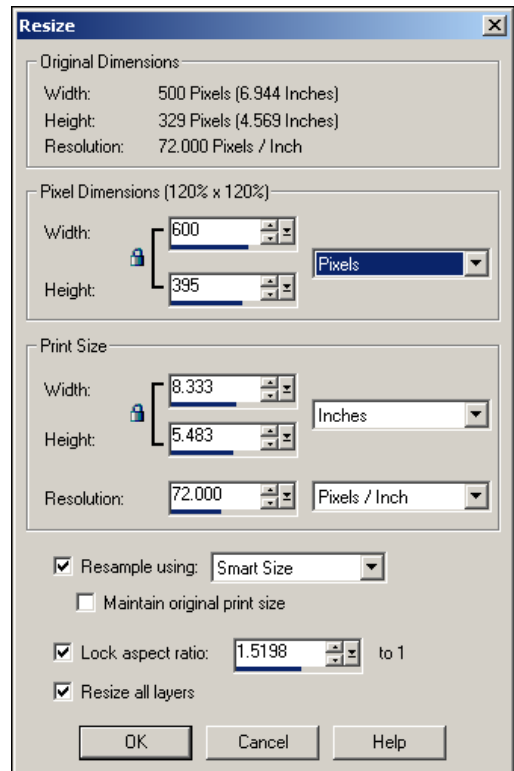 Resize
Original Dimensions
Width: 500 Pixels (6.944 Inches)
Height: 329 Pixels (4.569 Inches)
Resolution: 72.000 Pixels / Inch
Pixel Dimensions (120% x 120%)
Width: 600
Pixels
Height: 395
Print Size
Width: 8.333
Inches
Height: 5.483
Resolution: 72.000 Pixels / Inch
Resample using: Smart Size
Maintain original print size
Lock aspect ratio: 1.5198 to 1
Resize all layers
OK Cancel Help